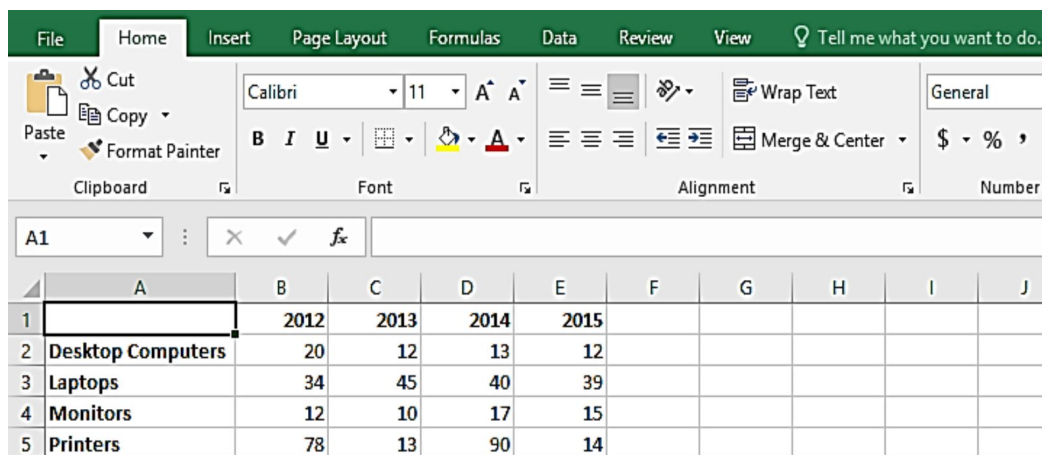 File Home Insert Page Layout Formulas Data Review View Tell me what you want to do.
Cut
Copy
Format Painter
Paste
Clipboard
Calibri 11 A A
B I U A
Font
Wrap Text
Merge & Center
Alignment
General
$ % ,
Number
A1 fx
A B C D E F G H I J
1 2012 2013 2014 2015
2 Desktop Computers 20 12 13 12
3 Laptops 34 45 40 39
4 Monitors 12 10 17 15
5 Printers 78 13 90 14